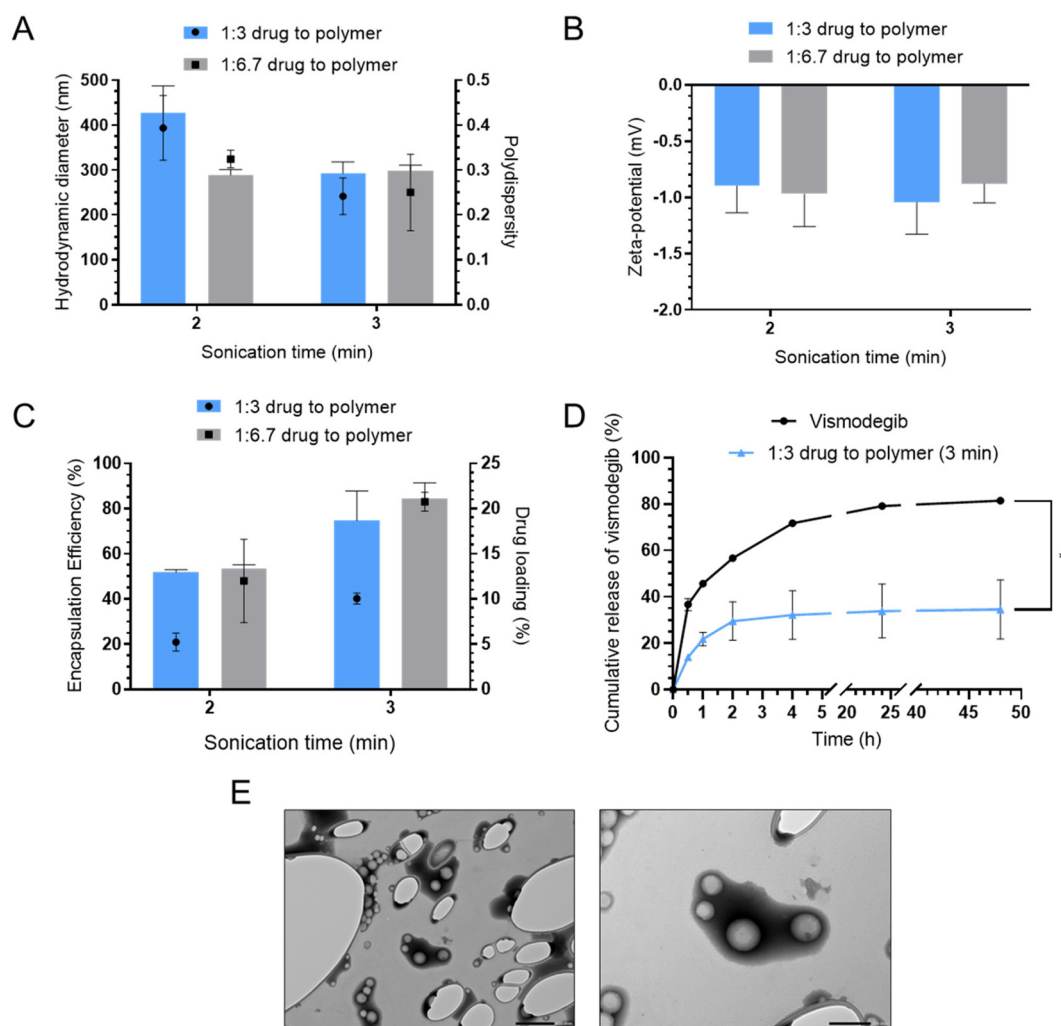 A
1:3 drug to polymer
1:6.7 drug to polymer
Hydrodynamic diameter (nm)
500
400
300
200
100
0
0.5
0.4
0.3
0.2
0.1
0.0
Polydispersity
2
3
Sonication time (min)
B
1:3 drug to polymer
1:6.7 drug to polymer
Zeta-potential (mV)
0.0
-0.5
-1.0
-1.5
-2.0
2
3
Sonication time (min)
C
1:3 drug to polymer
1:6.7 drug to polymer
Encapsulation Efficiency (%)
100
80
60
40
20
0
25
20
15
10
5
0
Drug loading (%)
2
3
Sonication time (min)
D
Vismodegib
1:3 drug to polymer (3 min)
Cumulative release of vismodegib (%)
100
80
60
40
20
0
0 1 2 3 4 5 20 25 40 45 50
Time (h)
E